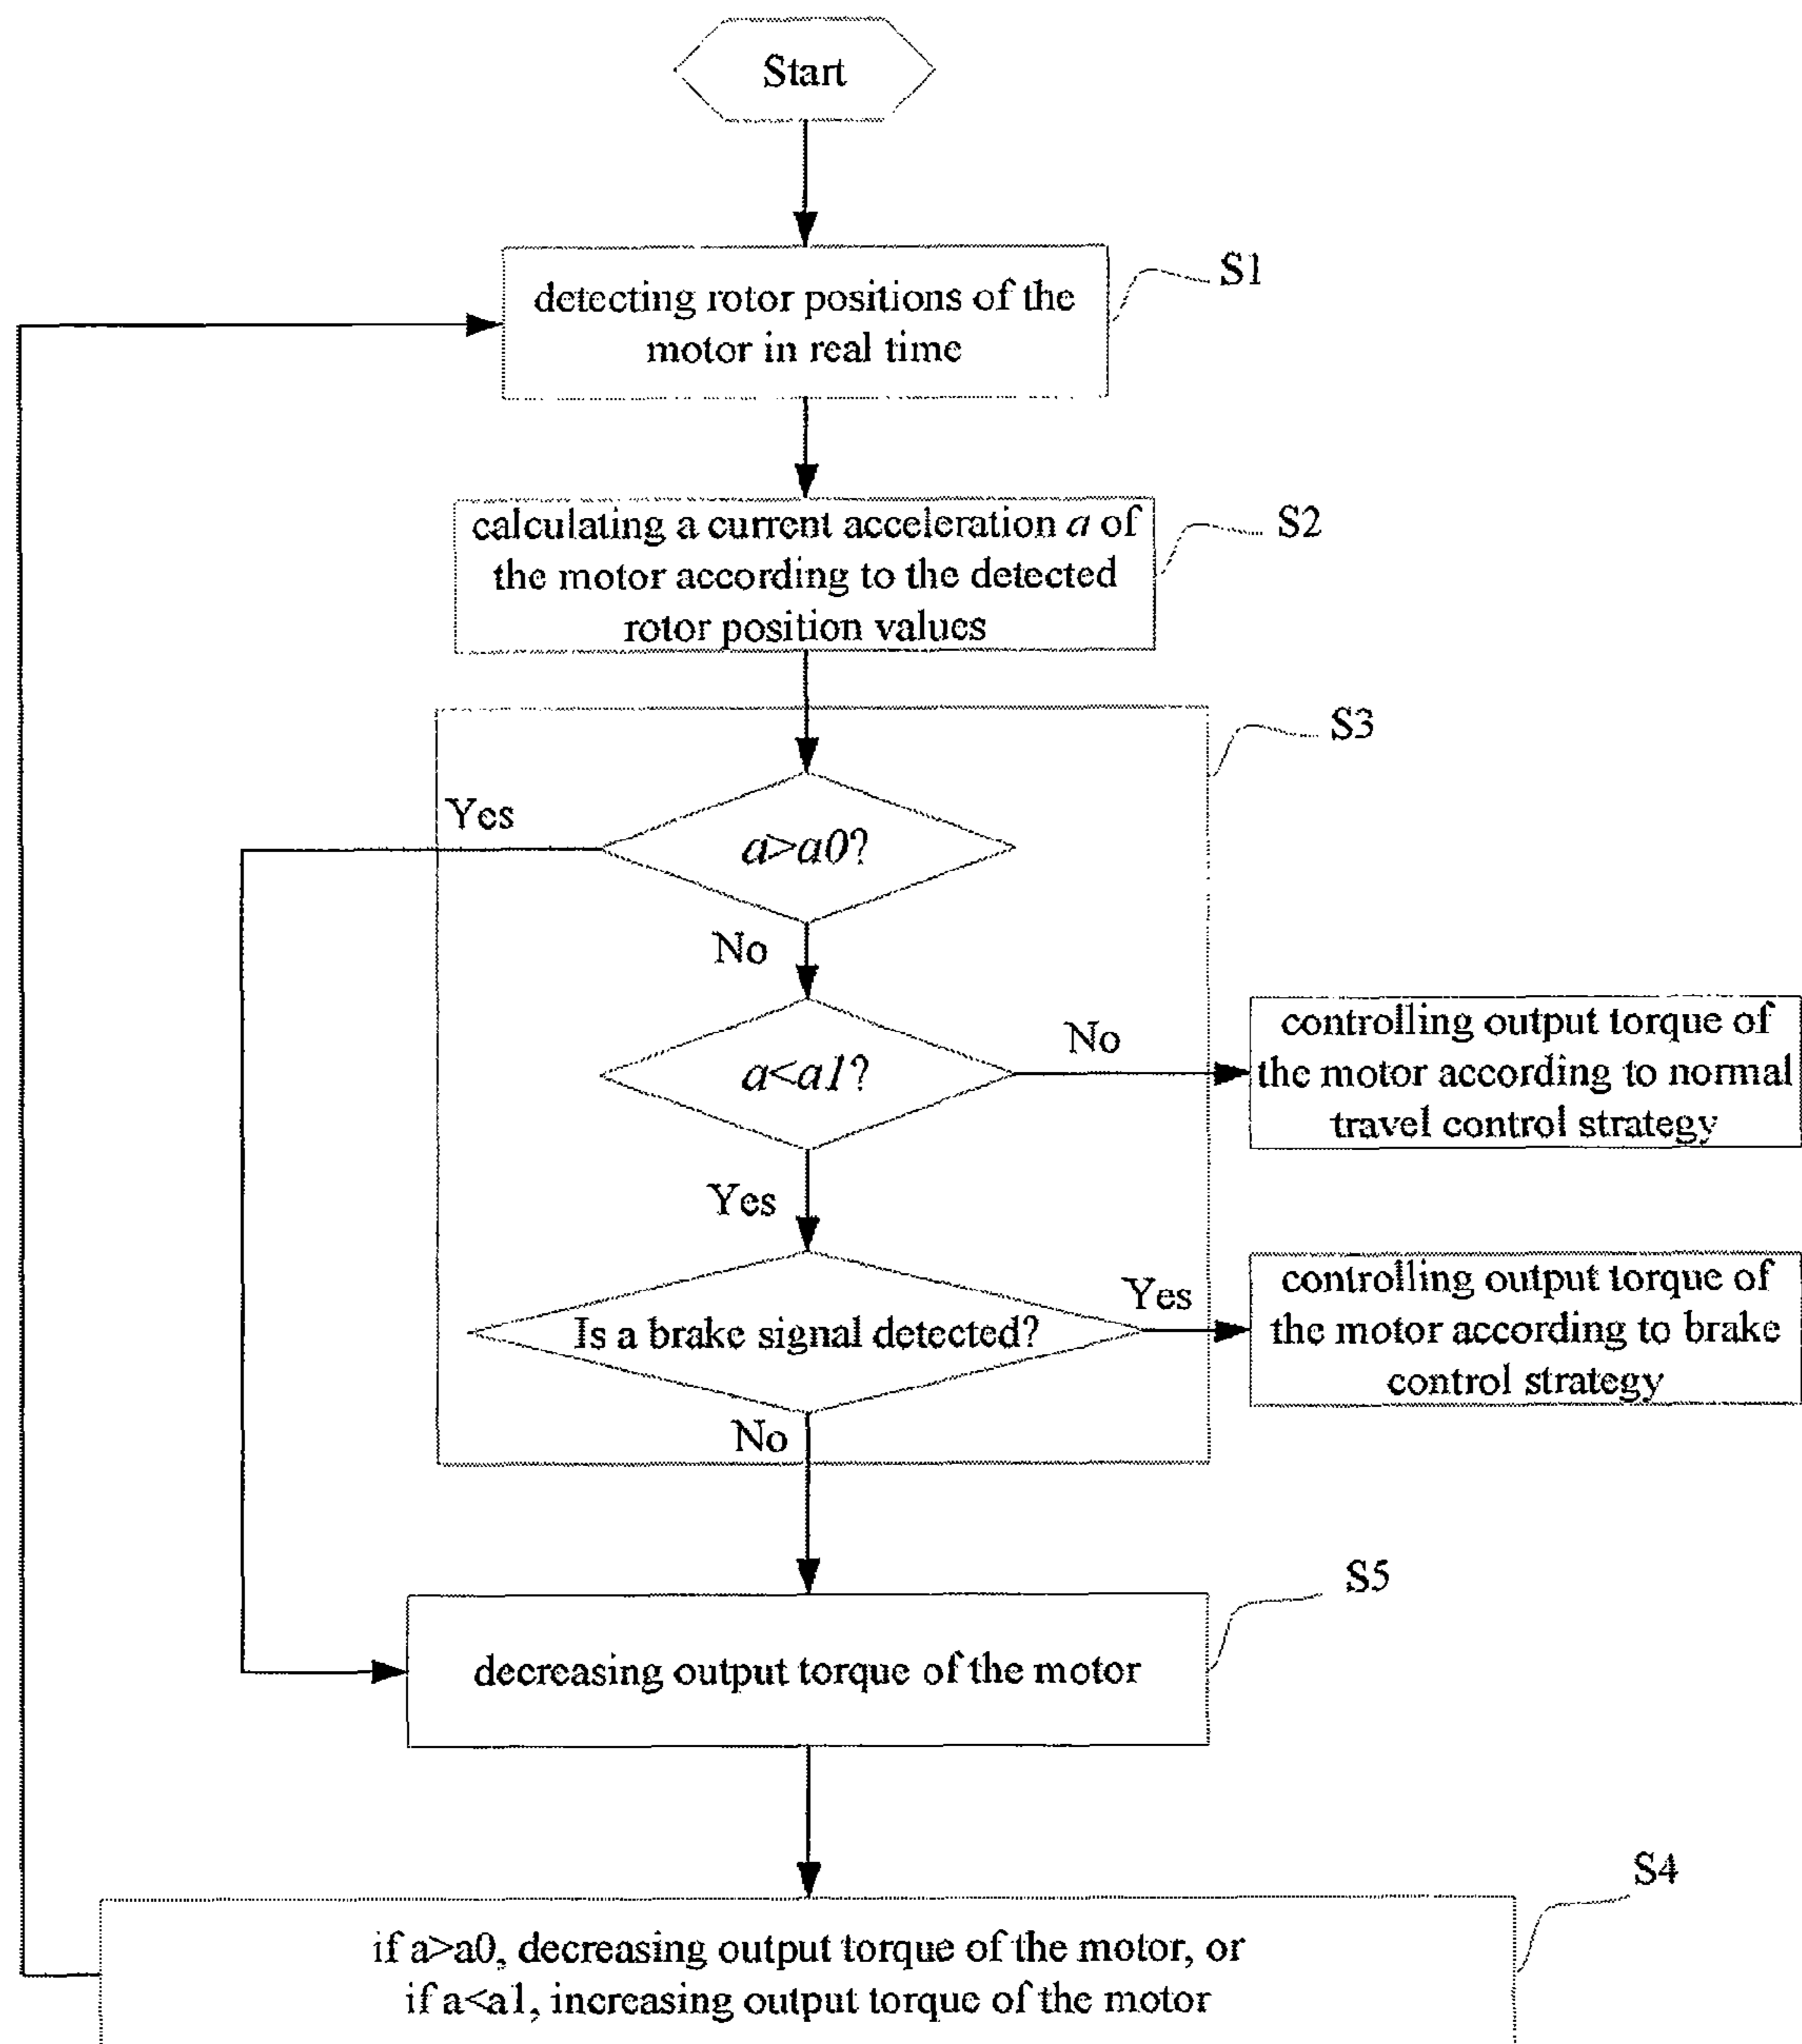 Start
detecting rotor positions of the
motor in real time
S1
calculating a current acceleration a of
the motor according to the detected
rotor position values
S2
S3
Yes
a>a0?
No
a<a1?
No
controlling output torque of
the motor according to normal
travel control strategy
Yes
Is a brake signal detected?
Yes
controlling output torque of
the motor according to brake
control strategy
No
S5
decreasing output torque of the motor
S4
if a>a0, decreasing output torque of the motor, or
if a<a1, increasing output torque of the motor